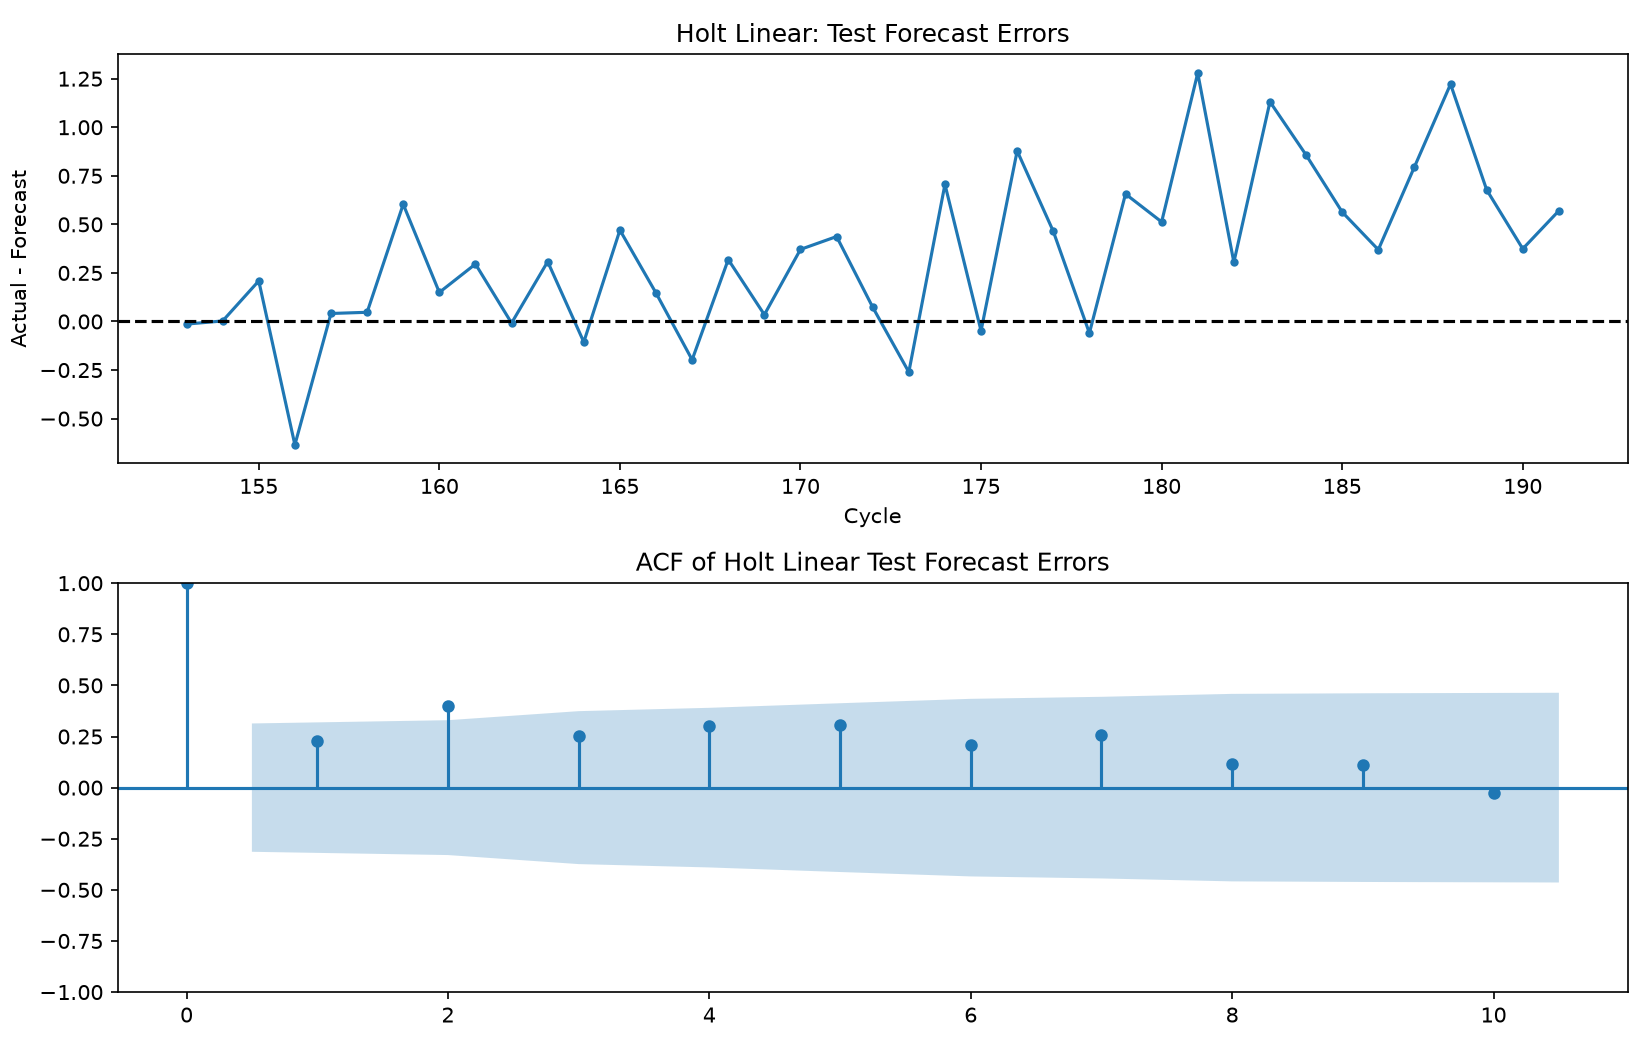 Holt Linear: Test Forecast Errors
1.25
1.00
0.75
0.50
0.25
0.00
−0.25
−0.50
Actual - Forecast
155 160 165 170 175 180 185 190
Cycle
ACF of Holt Linear Test Forecast Errors
1.00
0.75
0.50
0.25
0.00
−0.25
−0.50
−0.75
−1.00
0 2 4 6 8 10